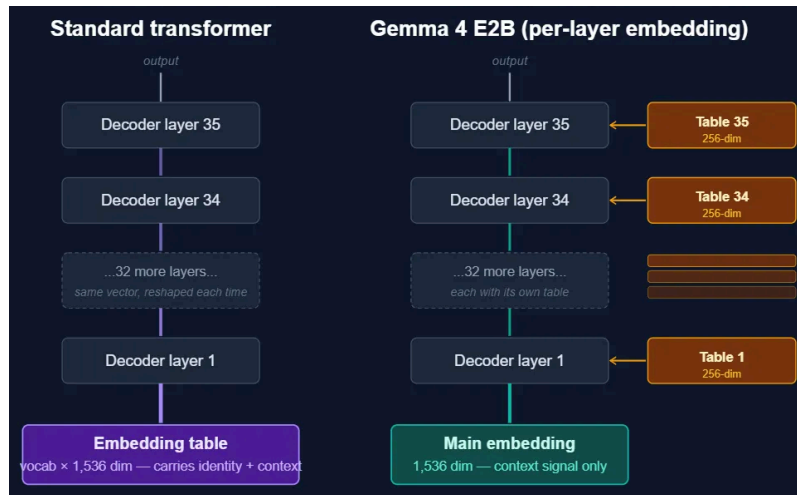 Standard transformer
output
Decoder layer 35
Decoder layer 34
...32 more layers...
same vector, reshaped each time
Decoder layer 1
Embedding table
vocab × 1,536 dim — carries identity + context
Gemma 4 E2B (per-layer embedding)
output
Decoder layer 35
Table 35
256-dim
Decoder layer 34
Table 34
256-dim
...32 more layers...
each with its own table
Decoder layer 1
Table 1
256-dim
Main embedding
1,536 dim — context signal only